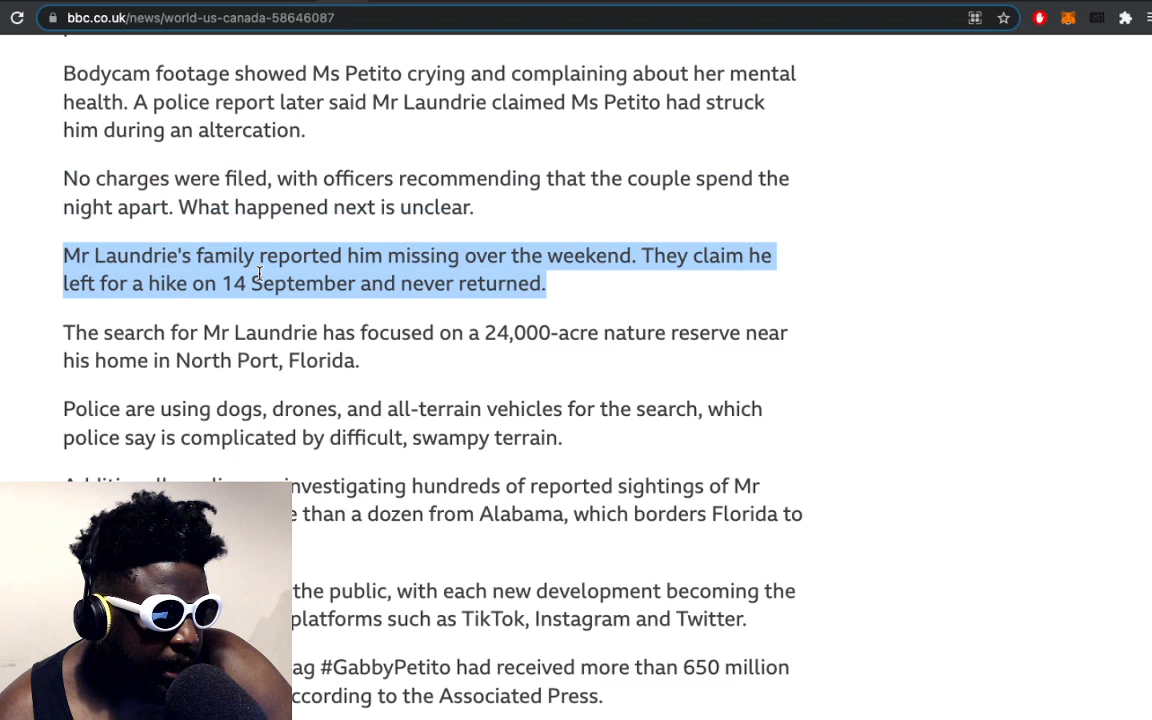 bbc.co.uk/news/world-us-canada-58646087
Bodycam footage showed Ms Petito crying and complaining about her mental
health. A police report later said Mr Laundrie claimed Ms Petito had struck
him during an altercation.
No charges were filed, with officers recommending that the couple spend the
night apart. What happened next is unclear.
Mr Laundrie's family reported him missing over the weekend. They claim he
left for a hike on 14 September and never returned.
The search for Mr Laundrie has focused on a 24,000-acre nature reserve near
his home in North Port, Florida.
Police are using dogs, drones, and all-terrain vehicles for the search, which
police say is complicated by difficult, swampy terrain.
investigating hundreds of reported sightings of Mr
than a dozen from Alabama, which borders Florida to
the public, with each new development becoming the
platforms such as TikTok, Instagram and Twitter.
#GabbyPetito had received more than 650 million
according to the Associated Press.